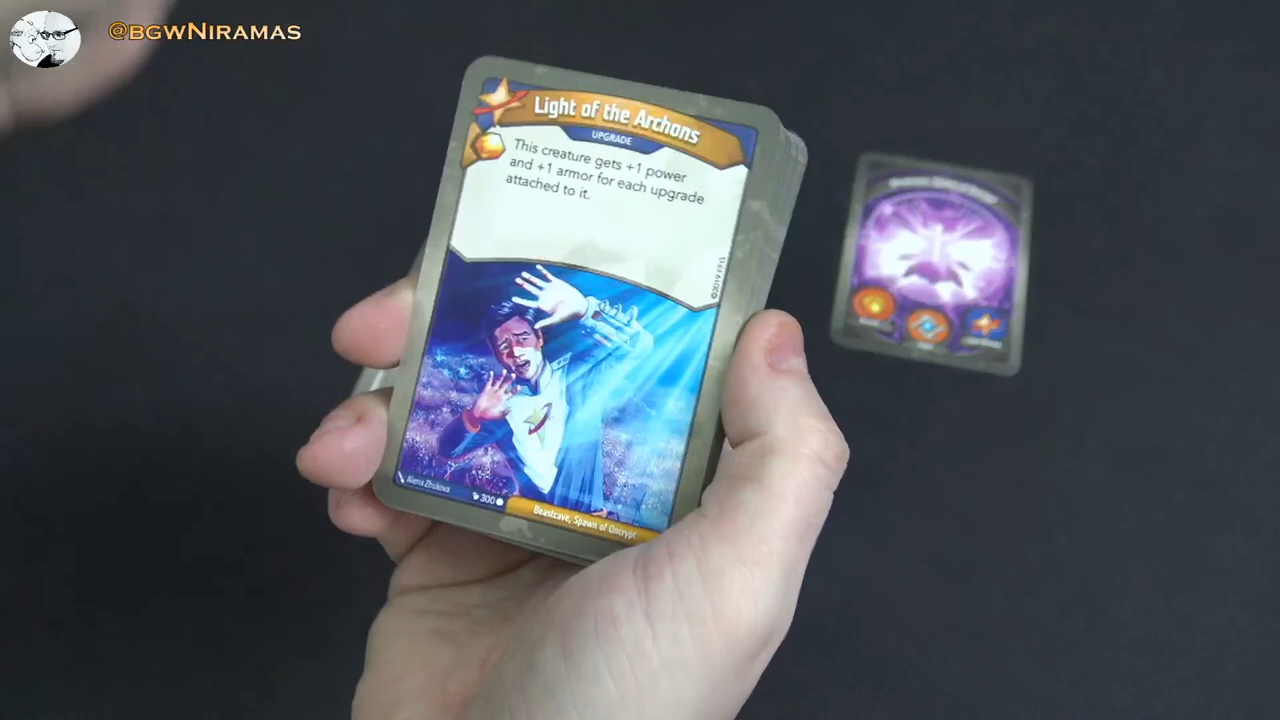 @BGWNIRAMAS
Light of the Archons
UPGRADE
This creature gets +1 power
and +1 armor for each upgrade
attached to it.
©2019 FFG
Alena Zhukova
300
Beastcave, Spawn of Oncrypt